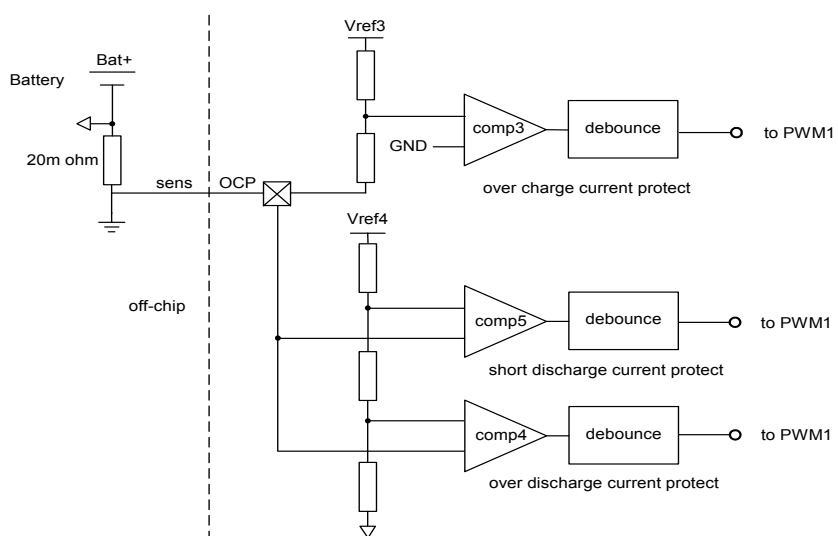 Vref3
Bat+
Battery
comp3
debounce
to PWM1
GND
20m ohm
sens
OCP
over charge current protect
Vref4
off-chip
comp5
debounce
to PWM1
short discharge current protect
comp4
debounce
to PWM1
over discharge current protect